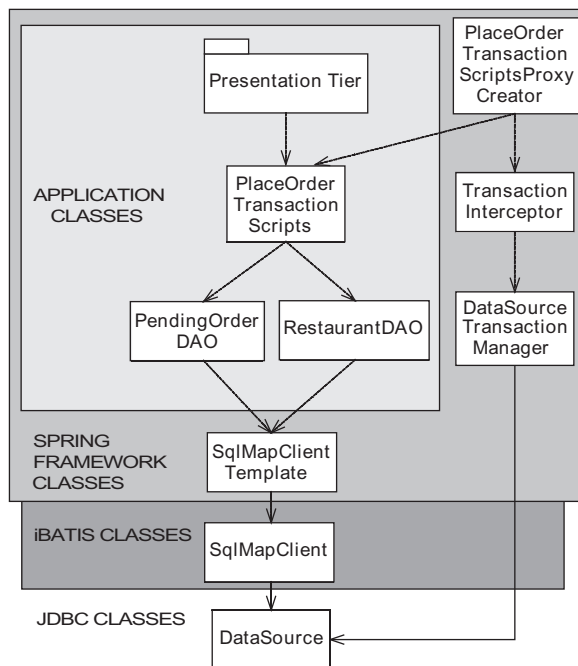 PlaceOrder
Transaction
ScriptsProxy
Creator
Presentation Tier
APPLICATION
CLASSES
PlaceOrder
Transaction
Scripts
Transaction
Interceptor
PendingOrder
DAO
RestaurantDAO
DataSource
Transaction
Manager
SPRING
FRAMEWORK
CLASSES
SqlMapClient
Template
iBATIS CLASSES
SqlMapClient
JDBC CLASSES
DataSource